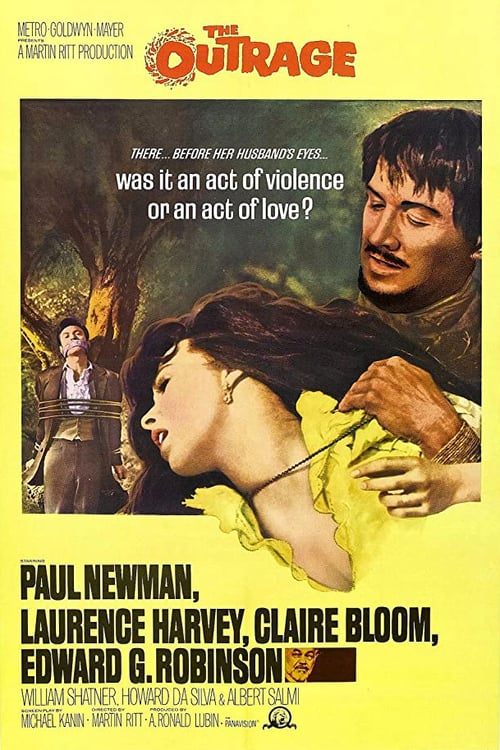 METRO-GOLDWYN-MAYER
PRESENTS
A MARTIN RITT PRODUCTION
THE
OUTRAGE
THERE... BEFORE HER HUSBAND'S EYES...
was it an act of violence
or an act of love?
STARRING
PAUL NEWMAN,
LAURENCE HARVEY, CLAIRE BLOOM,
EDWARD G. ROBINSON
WILLIAM SHATNER, HOWARD DA SILVA & ALBERT SALMI
SCREEN PLAY BY DIRECTED BY PRODUCED BY
MICHAEL KANIN · MARTIN RITT · A. RONALD LUBIN · IN PANAVISION®